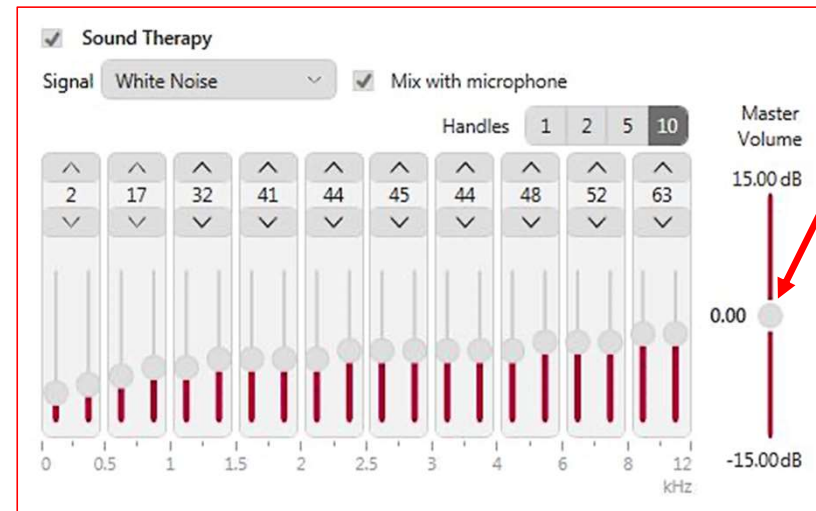 Sound Therapy
Signal White Noise Mix with microphone
Handles 1 2 5 10
Master
Volume
15.00 dB
2 17 32 41 44 45 44 48 52 63
0.00
0 0.5 1 1.5 2 2.5 3 4 6 8 12
kHz
-15.00dB